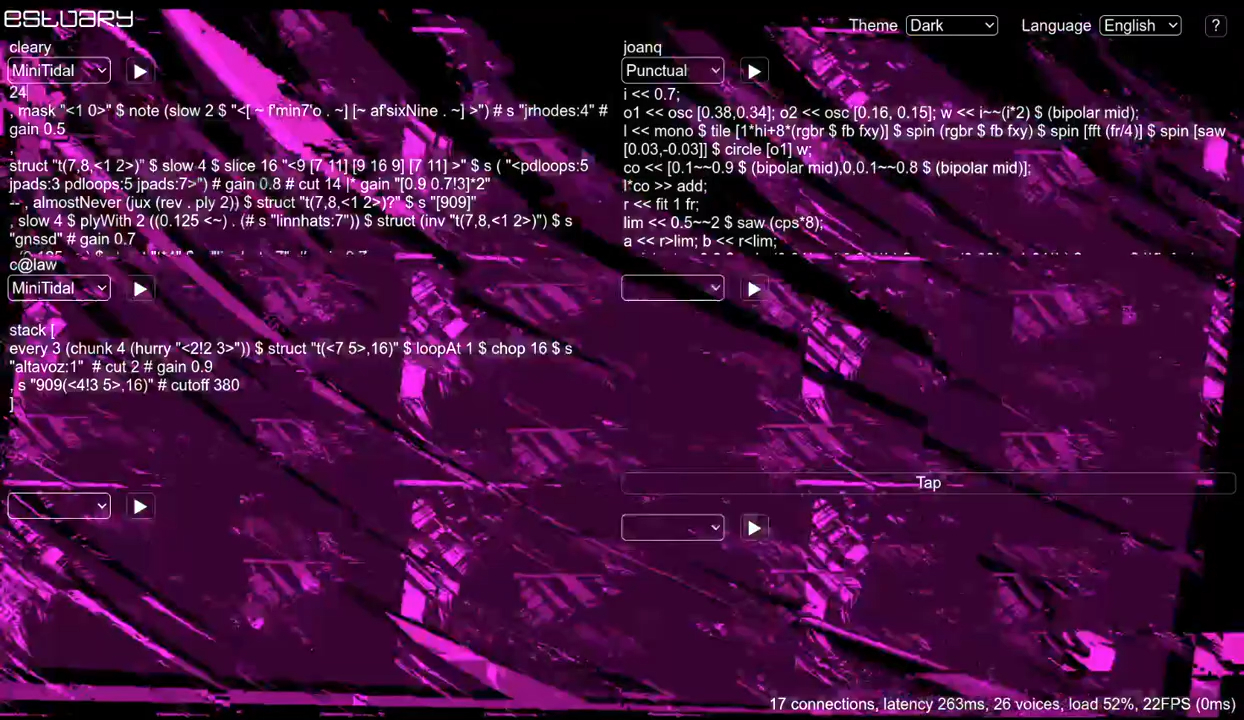 estuary
Theme Dark Language English ?
cleary
MiniTidal
24
, mask "<1 0>" $ note (slow 2 $ "<[ ~ f'min7'o . ~] [~ af'sixNine . ~] >") # s "jrhodes:4" #
gain 0.5
,
struct "t(7,8,<1 2>)" $ slow 4 $ slice 16 "<9 [7 11] [9 16 9] [7 11] >" $ s ( "<pdloops:5
jpads:3 pdloops:5 jpads:7>") # gain 0.8 # cut 14 |* gain "[0.9 0.7!3]*2"
-- , almostNever (jux (rev . ply 2)) $ struct "t(7,8,<1 2>)?" $ s "[909]"
, slow 4 $ plyWith 2 ((0.125 <~) . (# s "linnhats:7")) $ struct (inv "t(7,8,<1 2>)") $ s
"gnssd" # gain 0.7
joanq
Punctual
i << 0.7;
o1 << osc [0.38,0.34]; o2 << osc [0.16, 0.15]; w << i~~(i*2) $ (bipolar mid);
l << mono $ tile [1*hi+8*(rgbr $ fb fxy)] $ spin (rgbr $ fb fxy) $ spin [fft (fr/4)] $ spin [saw
[0.03,-0.03]] $ circle [o1] w;
co << [0.1~~0.9 $ (bipolar mid),0,0.1~~0.8 $ (bipolar mid)];
l*co >> add;
r << fit 1 fr;
lim << 0.5~~2 $ saw (cps*8);
a << r>lim; b << r<lim;
c@law
MiniTidal
stack [
every 3 (chunk 4 (hurry "<2!2 3>")) $ struct "t(<7 5>,16)" $ loopAt 1 $ chop 16 $ s
"altavoz:1" # cut 2 # gain 0.9
, s "909(<4!3 5>,16)" # cutoff 380
]
Tap
17 connections, latency 263ms, 26 voices, load 52%, 22FPS (0ms)